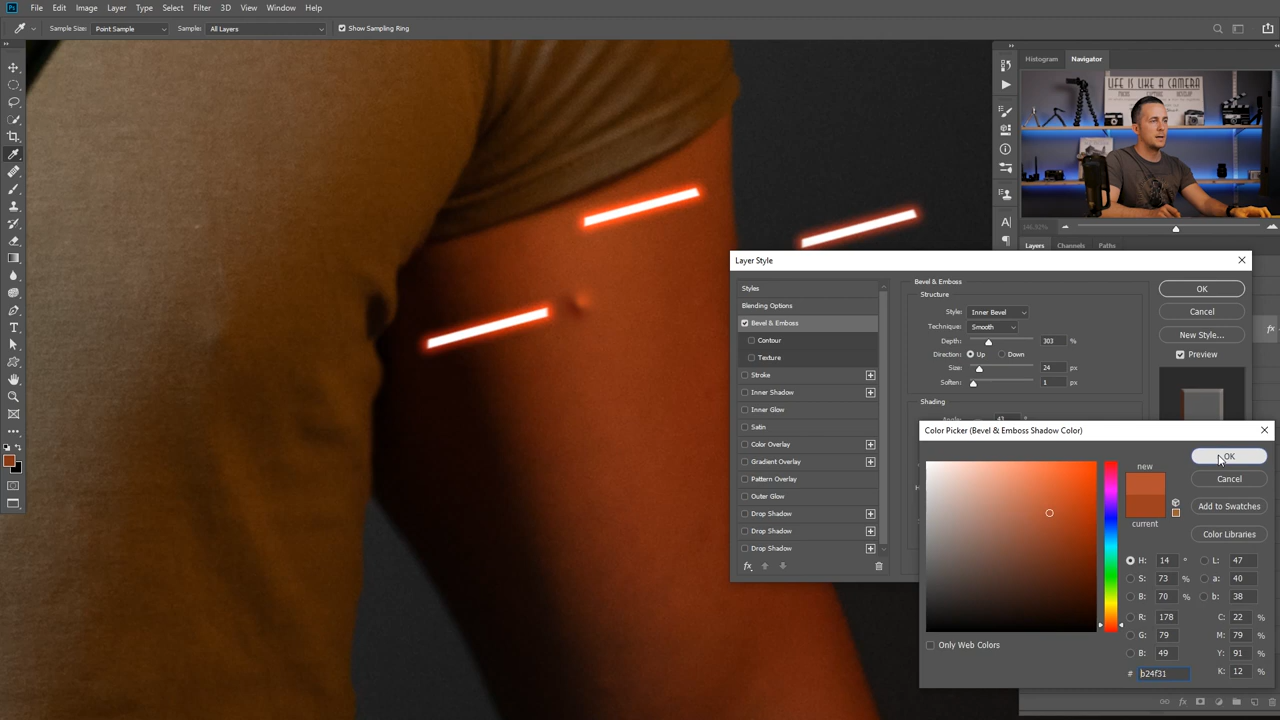 Ps File Edit Image Layer Type Select Filter 3D View Window Help
Sample Size: Point Sample Sample: All Layers Show Sampling Ring
Histogram Navigator
LIFE IS LIKE A CAMERA
Layers Channels Paths
Layer Style
Styles
Blending Options
Bevel & Emboss
Contour
Texture
Stroke
Inner Shadow
Inner Glow
Satin
Color Overlay
Gradient Overlay
Pattern Overlay
Outer Glow
Drop Shadow
Drop Shadow
Drop Shadow
fx
Bevel & Emboss
Structure
Style: Inner Bevel
Technique: Smooth
Depth: 303 %
Direction: Up Down
Size: 24 px
Soften: 1 px
Shading
OK
Cancel
New Style...
Preview
Color Picker (Bevel & Emboss Shadow Color)
new
current
OK
Cancel
Add to Swatches
Color Libraries
H: 14 °
S: 73 %
B: 70 %
R: 178
G: 79
B: 49
# b24f31
L: 47
a: 40
b: 38
C: 22 %
M: 79 %
Y: 91 %
K: 12 %
Only Web Colors